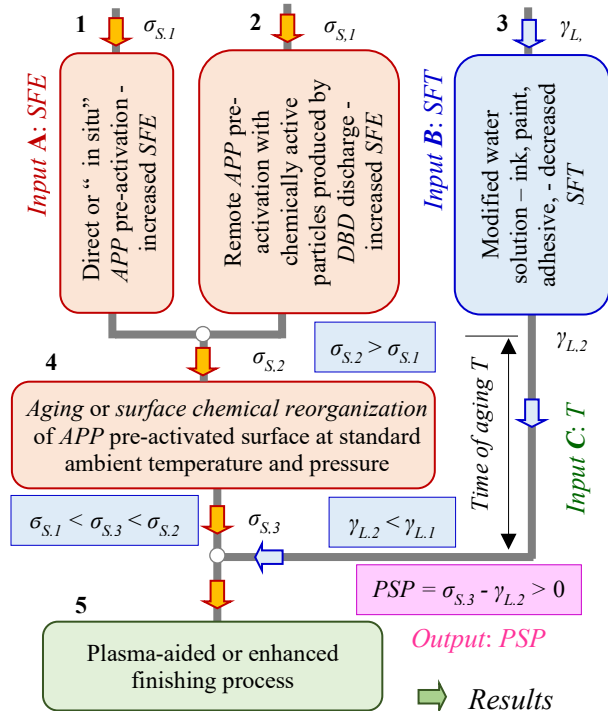 1
σS.1
2
σS,1
3
γL,
Input A: SFE
Direct or “ in situ”
APP pre-activation -
increased SFE
Remote APP pre-
activation with
chemically active
particles produced by
DBD discharge -
increased SFE
Input B: SFT
Modified water
solution – ink, paint,
adhesive, - decreased
SFT
4
σS,2
σS.2 > σS.1
γL,2
Aging or surface chemical reorganization
of APP pre-activated surface at standard
ambient temperature and pressure
Time of aging T
Input C: T
σS.1 < σS.3 < σS.2
σS,3
γL.2 < γL.1
PSP = σS.3 - γL.2 > 0
5
Output: PSP
Plasma-aided or enhanced
finishing process
Results